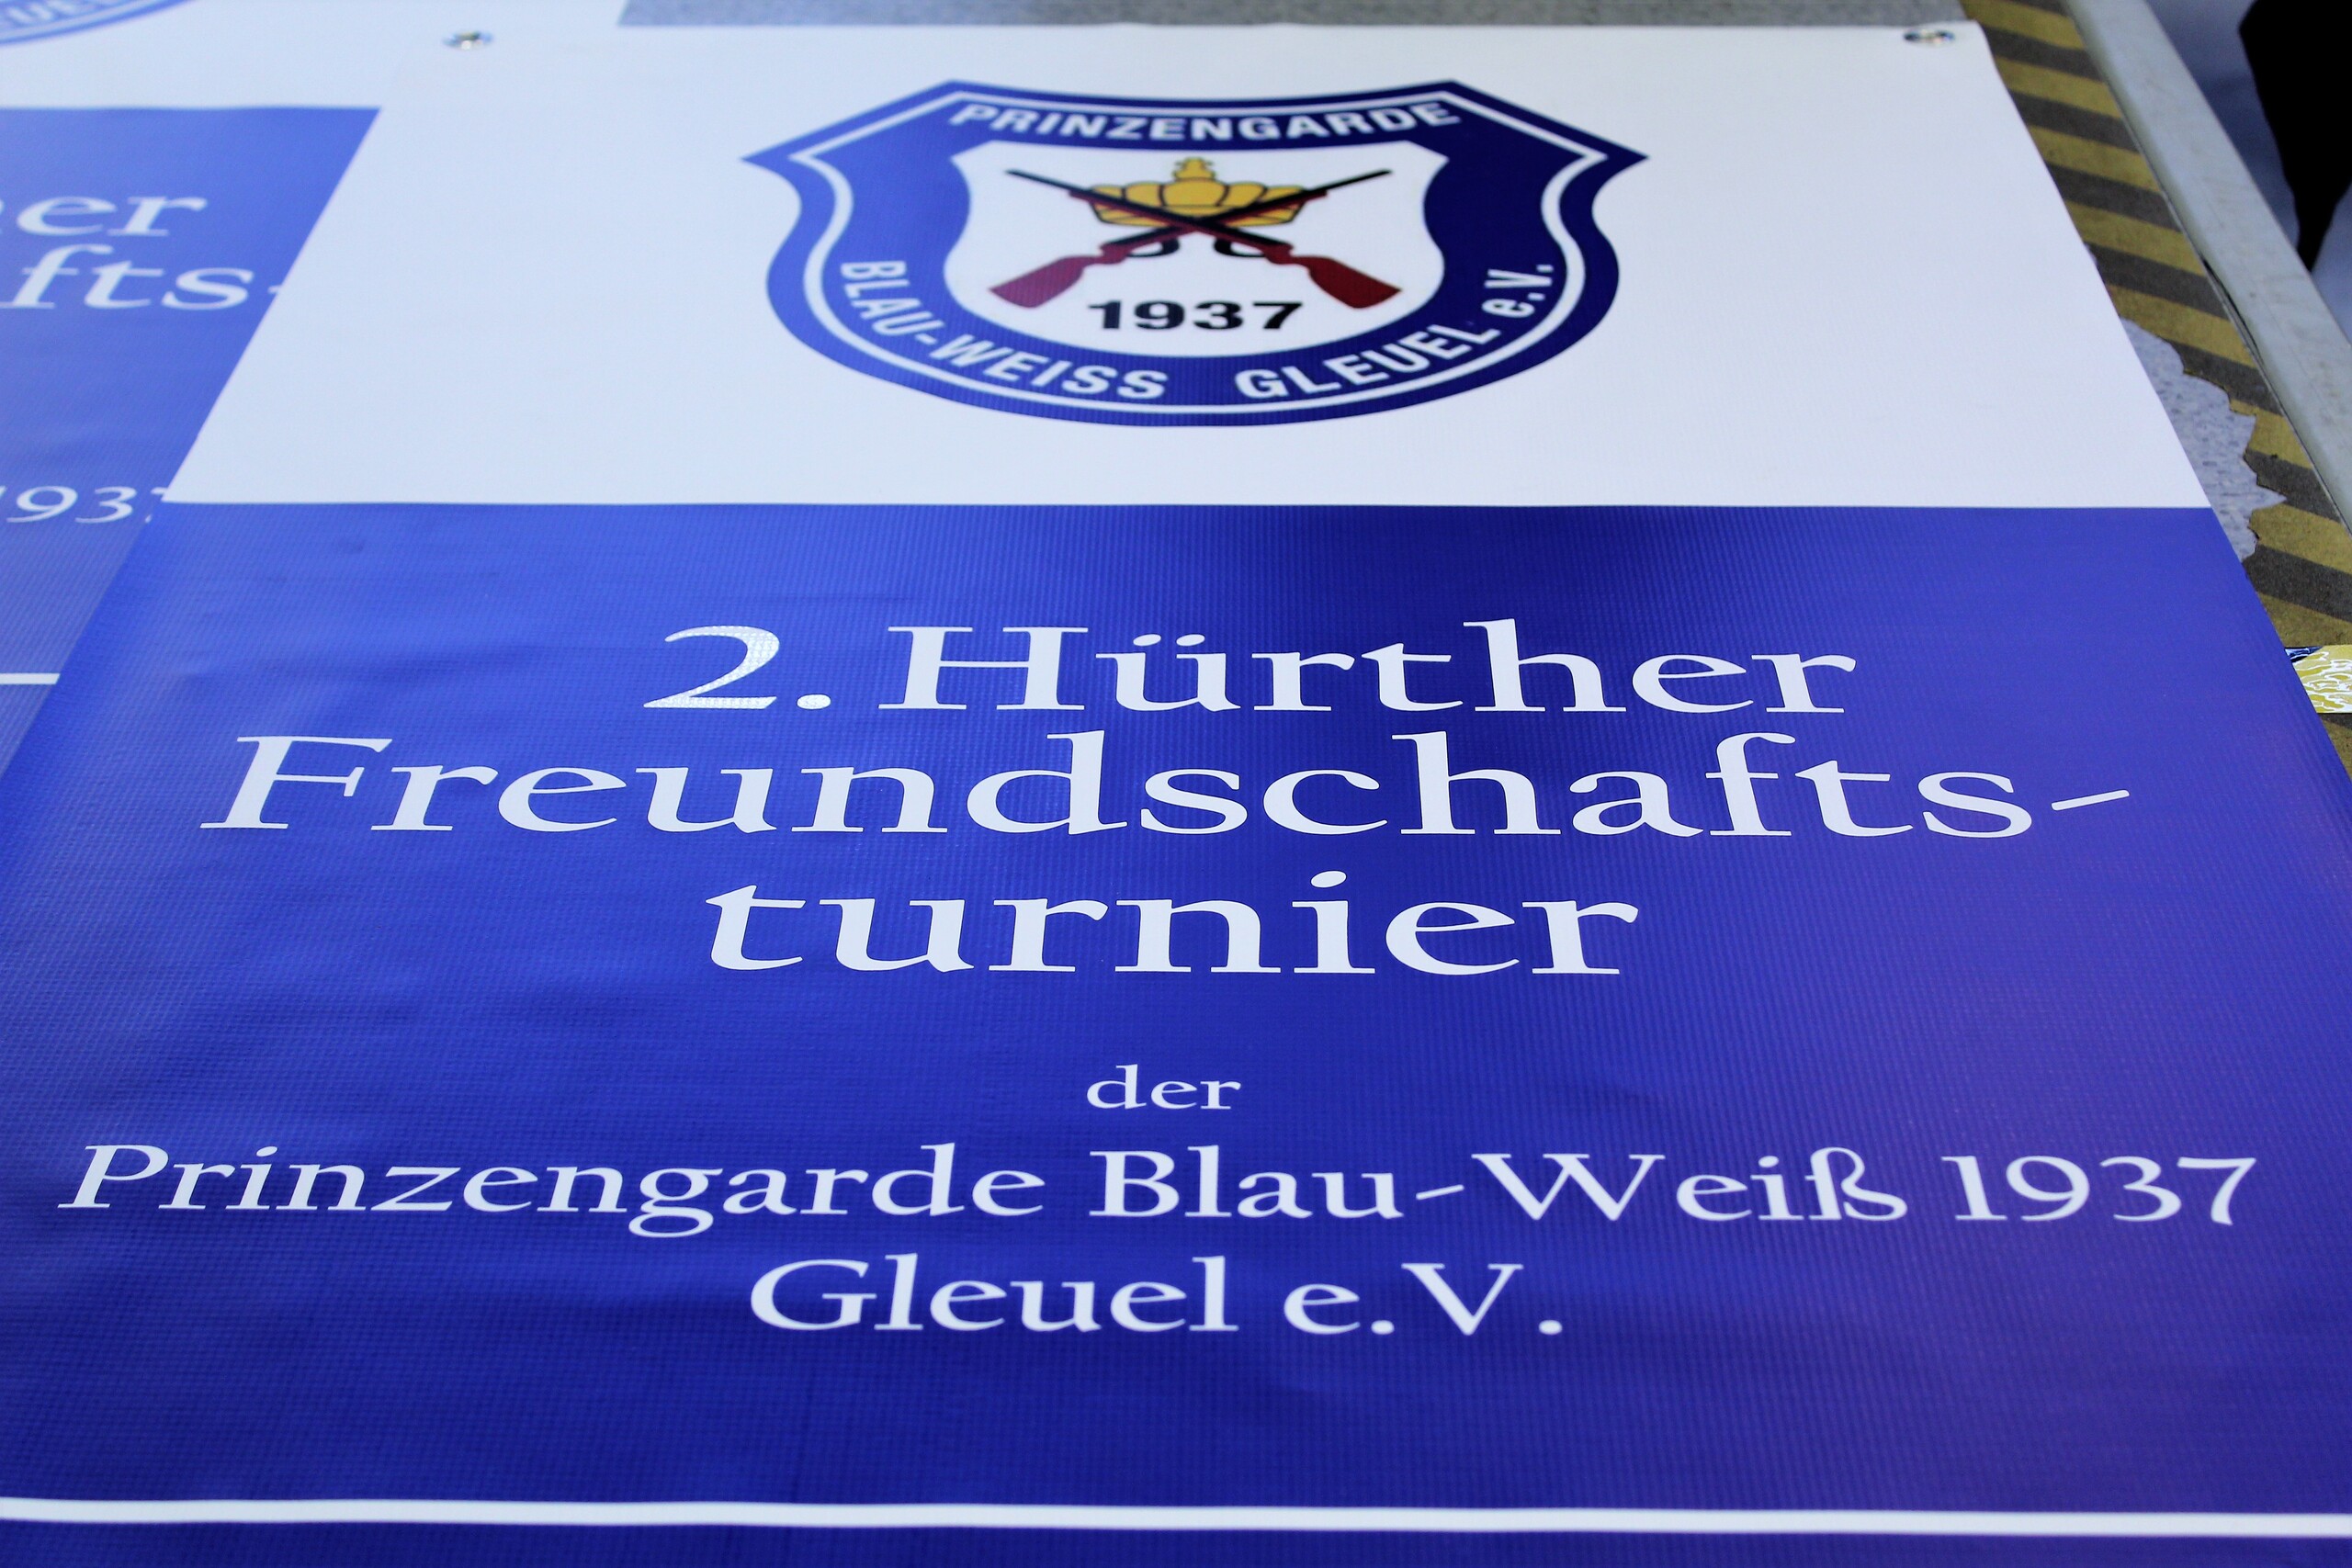 PRINZENGARDE
1937
BLAU-WEISS GLEUEL e.V.
2. Hürther
Freundschafts-
turnier
der
Prinzengarde Blau-Weiß 1937
Gleuel e.V.